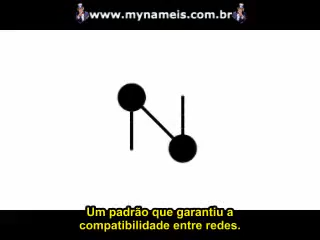 www.mynameis.com.br
Um padrão que garantiu a
compatibilidade entre redes.